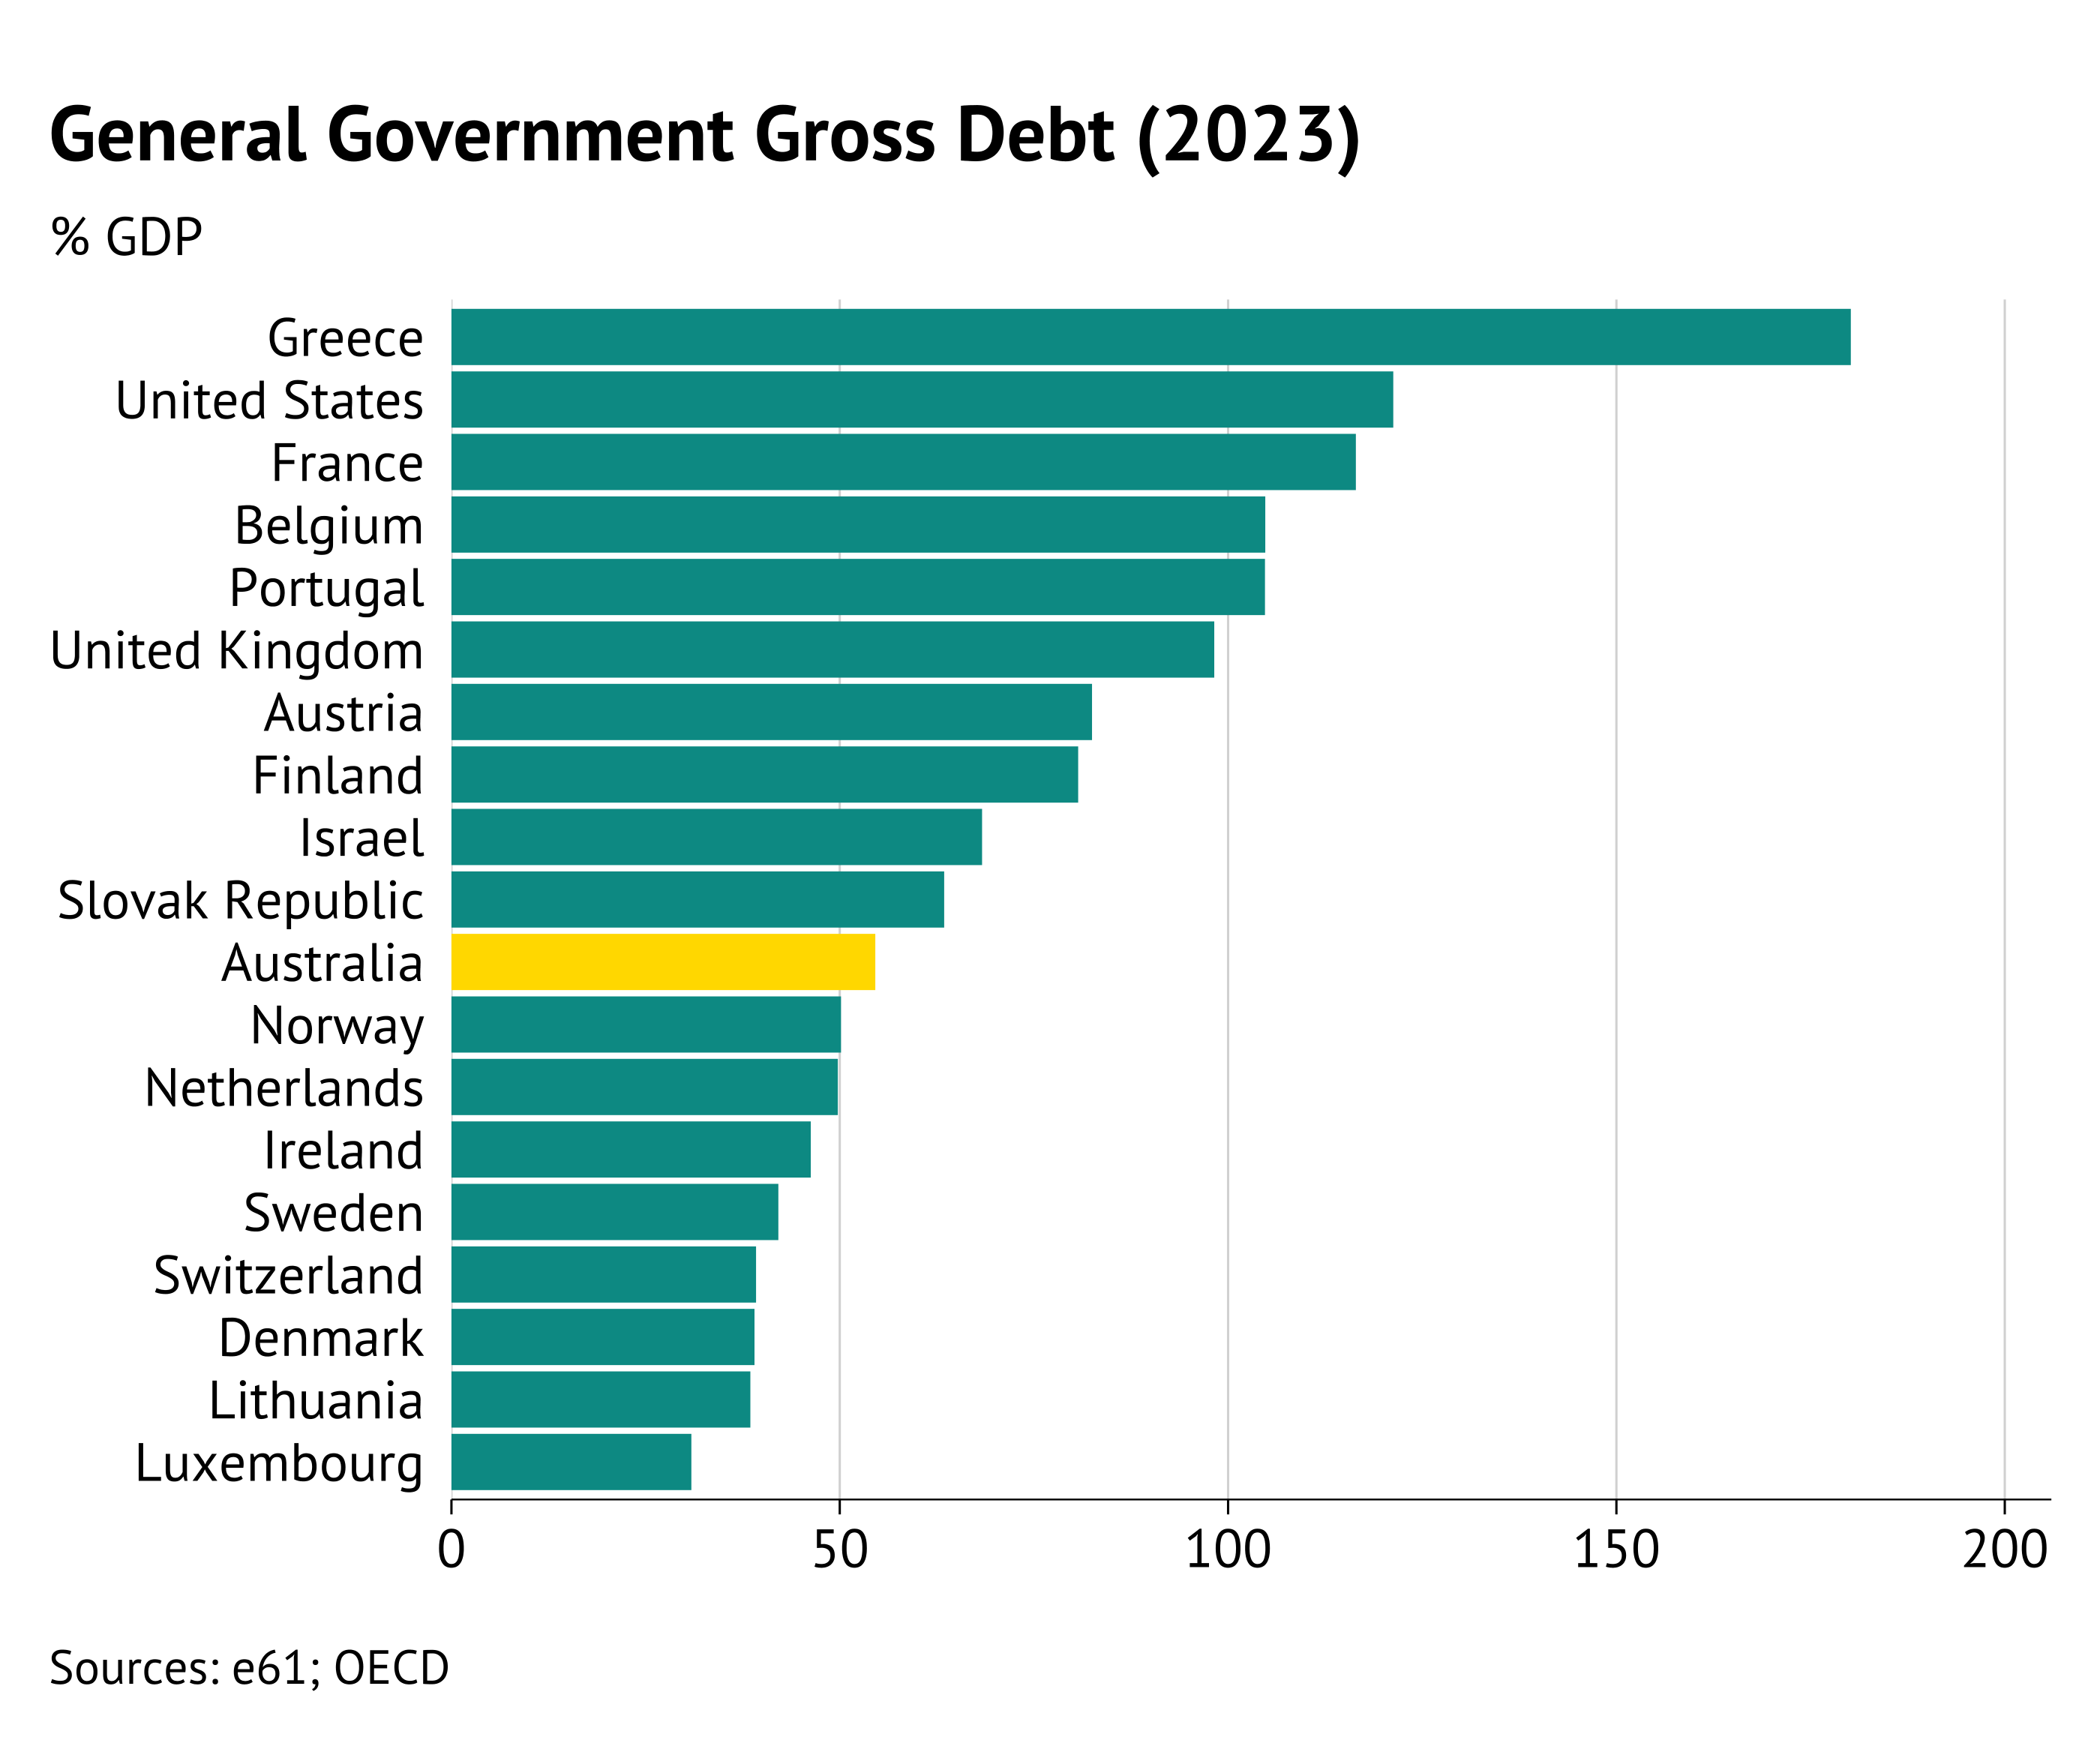 General Government Gross Debt (2023)
% GDP
Greece
United States
France
Belgium
Portugal
United Kingdom
Austria
Finland
Israel
Slovak Republic
Australia
Norway
Netherlands
Ireland
Sweden
Switzerland
Denmark
Lithuania
Luxembourg
0 50 100 150 200
Sources: e61; OECD